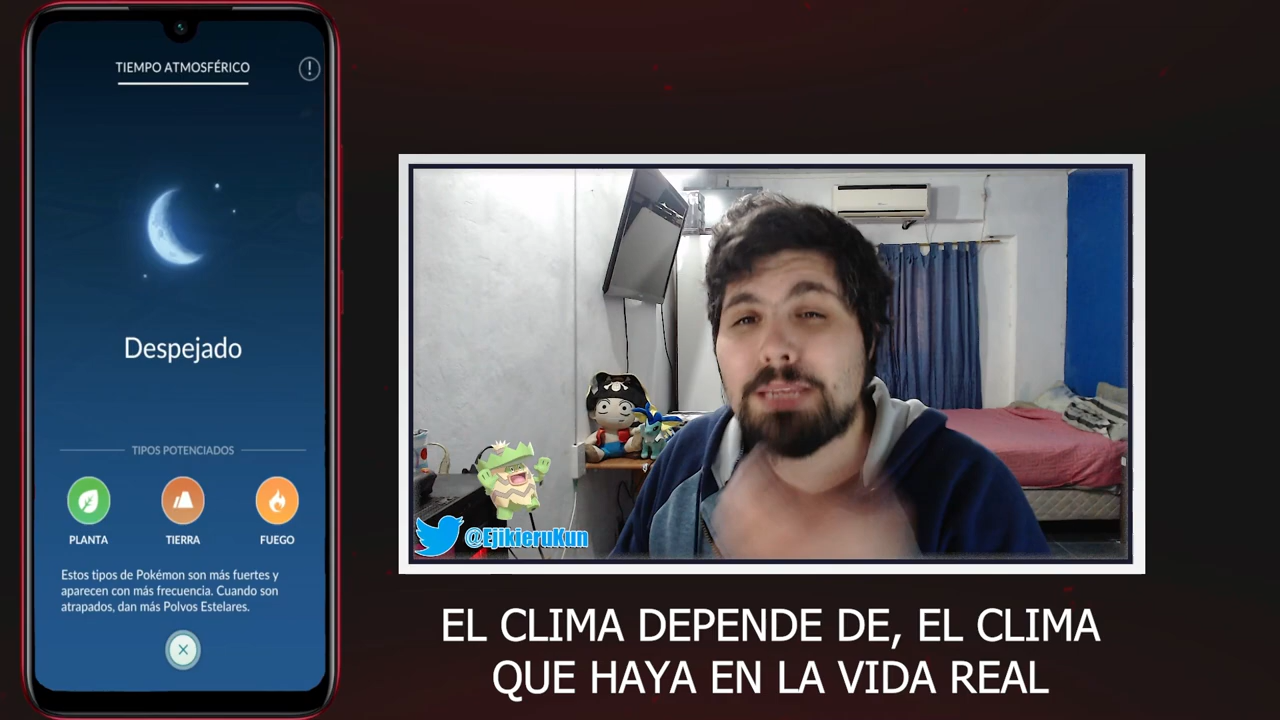 TIEMPO ATMOSFÉRICO
Despejado
TIPOS POTENCIADOS
PLANTA
TIERRA
FUEGO
Estos tipos de Pokémon son más fuertes y
aparecen con más frecuencia. Cuando son
atrapados, dan más Polvos Estelares.
@EjikieruKun
EL CLIMA DEPENDE DE, EL CLIMA
QUE HAYA EN LA VIDA REAL